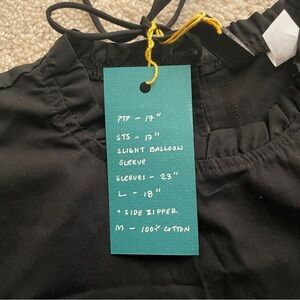 PTP - 17"
STS - 17"
SLIGHT BALLOON
SLEEVE
SLEEVES - 23"
L - 18"
* SIDE ZIPPER
M - 100% COTTON